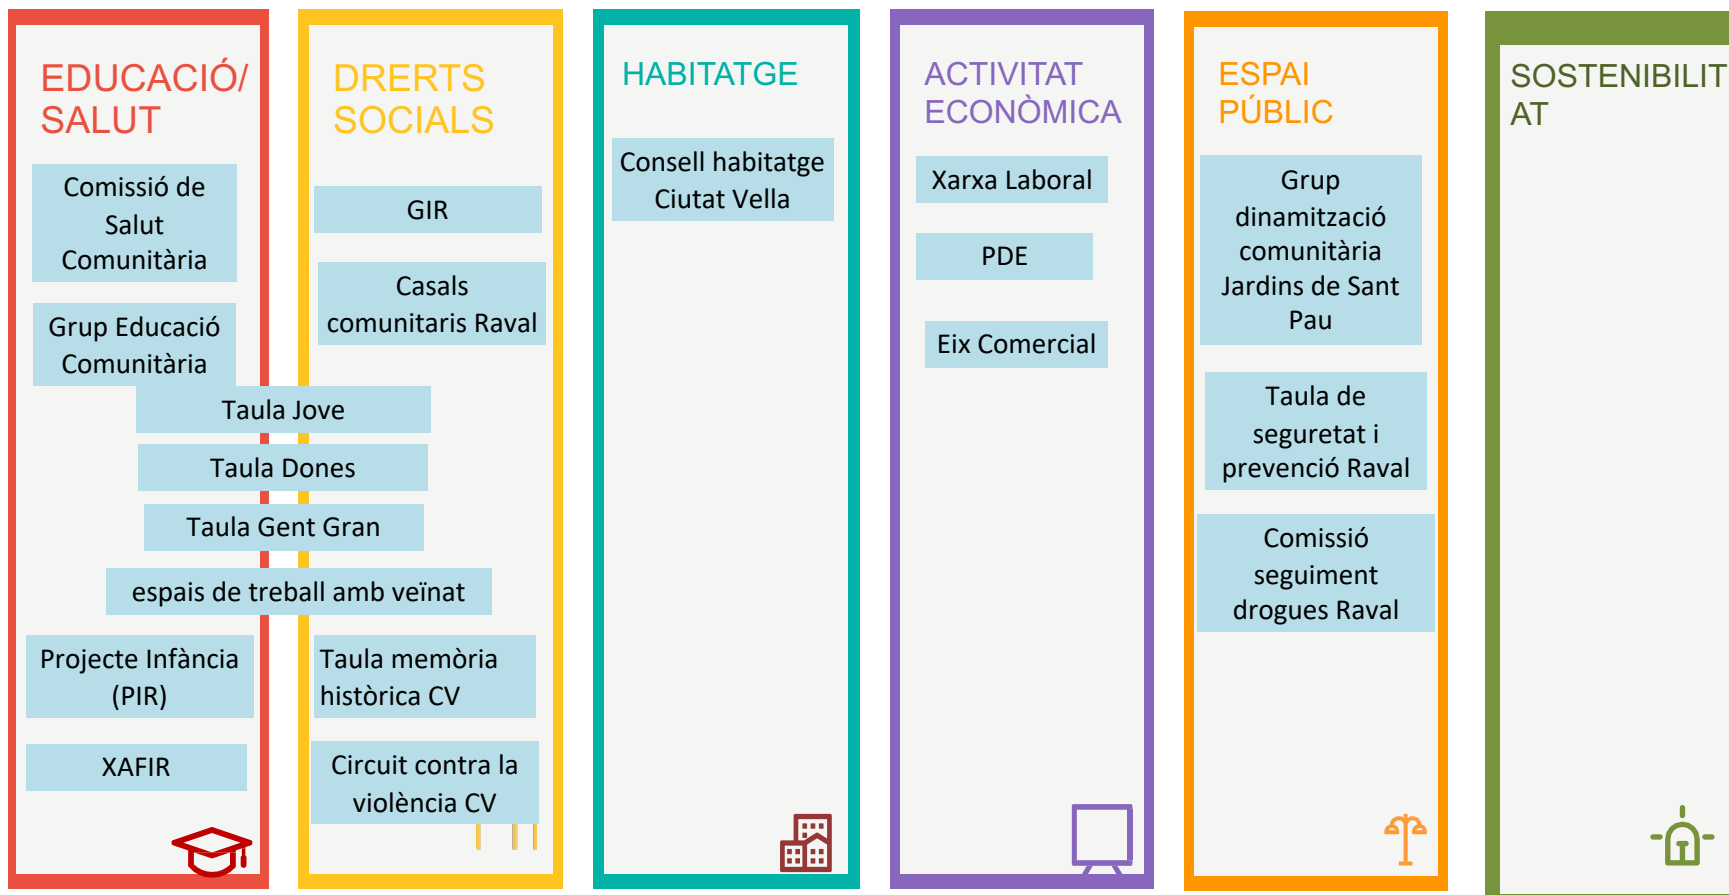 EDUCACIÓ/
SALUT
Comissió de
Salut
Comunitària
Grup Educació
Comunitària
Taula Jove
Taula Dones
Taula Gent Gran
espais de treball amb veïnat
Projecte Infància
(PIR)
XAFIR
DRERTS
SOCIALS
GIR
Casals
comunitaris Raval
Taula memòria
històrica CV
Circuit contra la
violència CV
HABITATGE
Consell habitatge
Ciutat Vella
ACTIVITAT
ECONÒMICA
Xarxa Laboral
PDE
Eix Comercial
ESPAI
PÚBLIC
Grup
dinamització
comunitària
Jardins de Sant
Pau
Taula de
seguretat i
prevenció Raval
Comissió
seguiment
drogues Raval
SOSTENIBILIT
AT